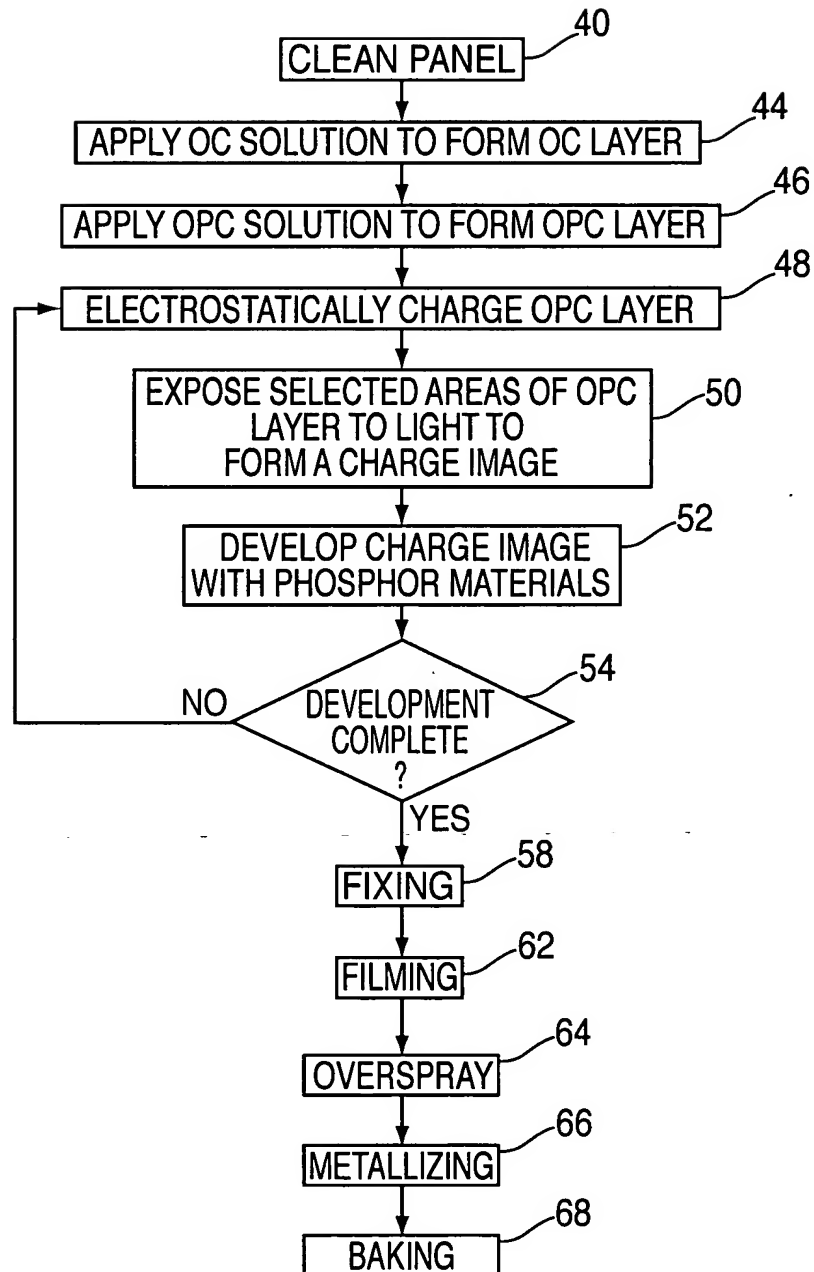 40
CLEAN PANEL
44
APPLY OC SOLUTION TO FORM OC LAYER
46
APPLY OPC SOLUTION TO FORM OPC LAYER
48
ELECTROSTATICALLY CHARGE OPC LAYER
EXPOSE SELECTED AREAS OF OPC
LAYER TO LIGHT TO
FORM A CHARGE IMAGE
50
52
DEVELOP CHARGE IMAGE
WITH PHOSPHOR MATERIALS
54
NO
DEVELOPMENT
COMPLETE
?
YES
58
FIXING
62
FILMING
64
OVERSPRAY
66
METALLIZING
68
BAKING